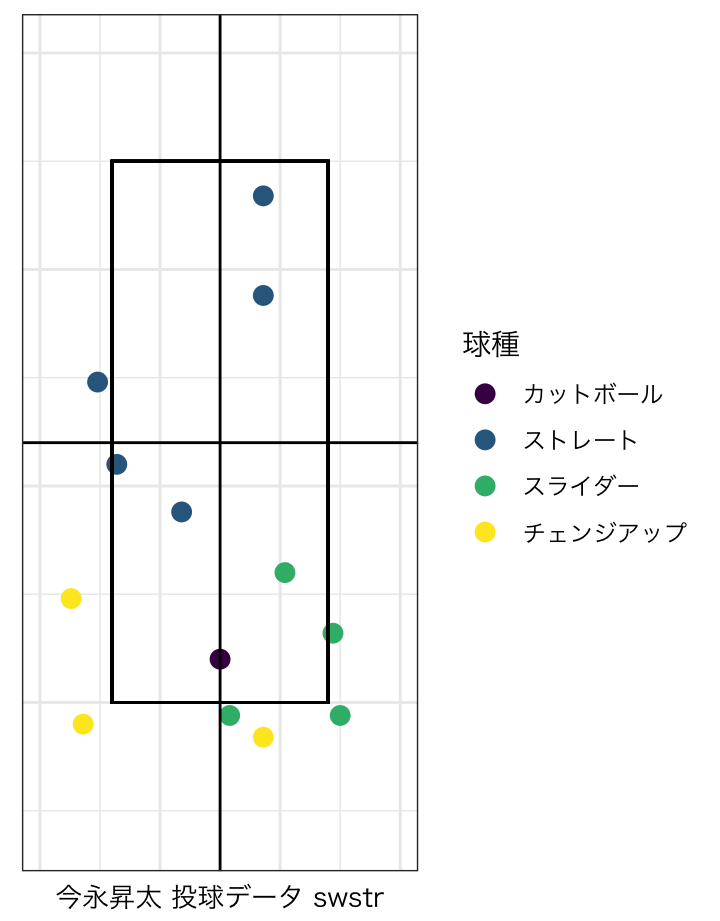 球種
カットボール
ストレート
スライダー
チェンジアップ
今永昇太 投球データ swstr